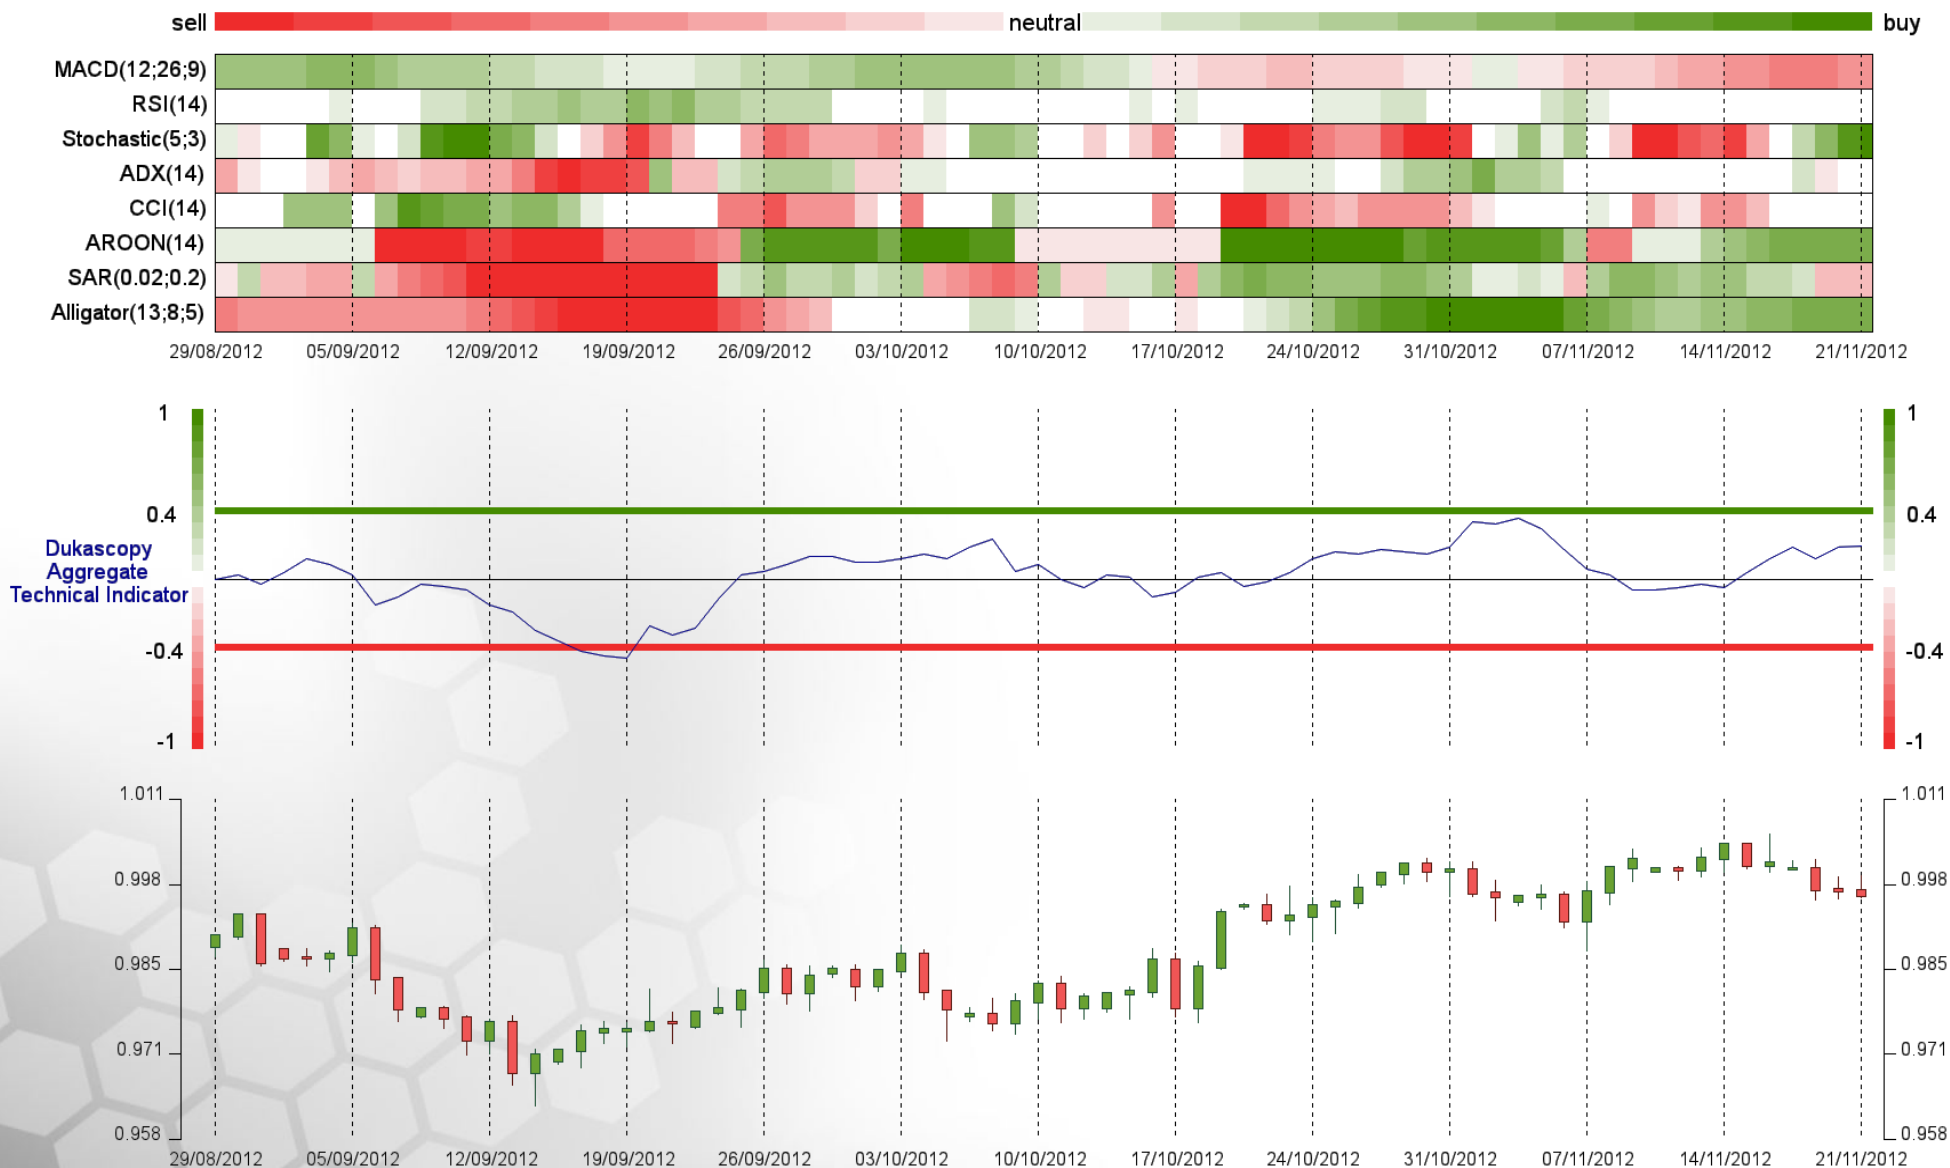 sell neutral buy
MACD(12;26;9)
RSI(14)
Stochastic(5;3)
ADX(14)
CCI(14)
AROON(14)
SAR(0.02;0.2)
Alligator(13;8;5)
29/08/2012 05/09/2012 12/09/2012 19/09/2012 26/09/2012 03/10/2012 10/10/2012 17/10/2012 24/10/2012 31/10/2012 07/11/2012 14/11/2012 21/11/2012
1 1
0.4 0.4
Dukascopy
Aggregate
Technical Indicator
-0.4 -0.4
-1 -1
1.011 1.011
0.998 0.998
0.985 0.985
0.971 0.971
0.958 0.958
29/08/2012 05/09/2012 12/09/2012 19/09/2012 26/09/2012 03/10/2012 10/10/2012 17/10/2012 24/10/2012 31/10/2012 07/11/2012 14/11/2012 21/11/2012